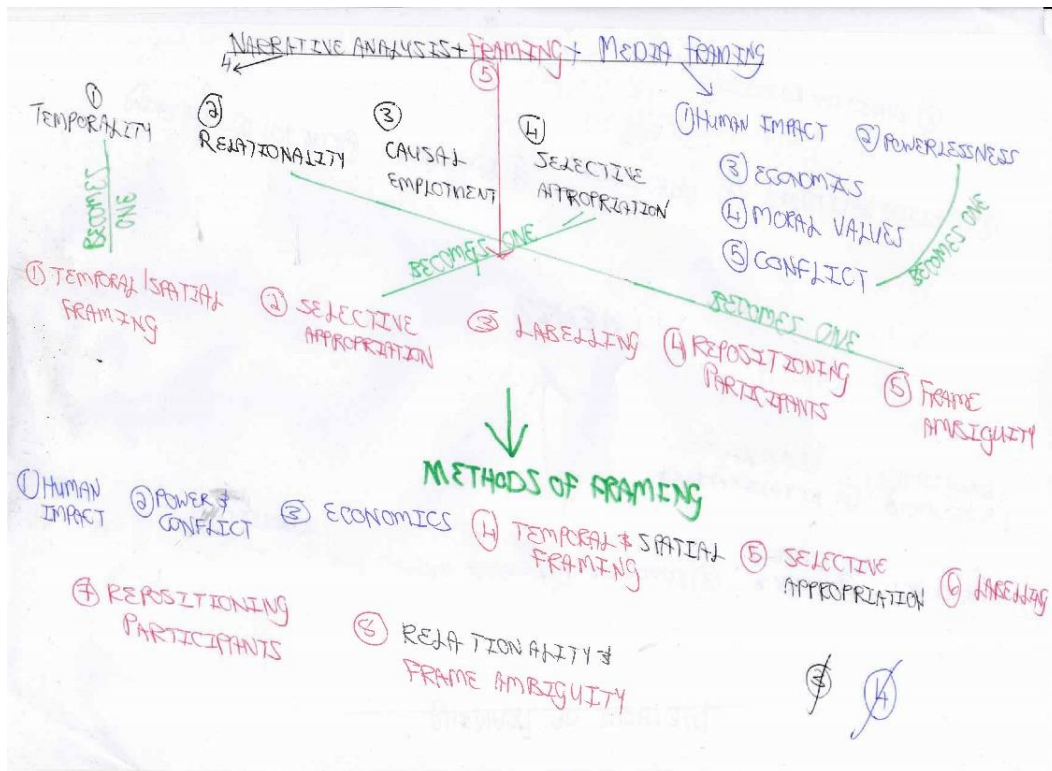 NARRATIVE ANALYSIS + FRAMING + MEDIA FRAMING
4
⑤
① TEMPORALITY
② RELATIONALITY
③ CAUSAL
EMPLOTMENT
④ SELECTIVE
APPROPRIATION
① HUMAN IMPACT ② POWERLESSNESS
③ ECONOMICS
④ MORAL VALUES
⑤ CONFLICT
BECOMES
ONE
BECOMES ONE
BECOMES ONE
BECOMES ONE
① TEMPORAL/SPATIAL
FRAMING
② SELECTIVE
APPROPRIATION
③ LABELLING
④ REPOSITIONING
PARTICIPANTS
⑤ FRAME
AMBIGUITY
METHODS OF FRAMING
① HUMAN
IMPACT
② POWER &
CONFLICT
③ ECONOMICS
④ TEMPORAL & SPATIAL
FRAMING
⑤ SELECTIVE
APPROPRIATION
⑥ LABELLING
⑦ REPOSITIONING
PARTICIPANTS
⑧ RELATIONALITY &
FRAME AMBIGUITY
③ ④